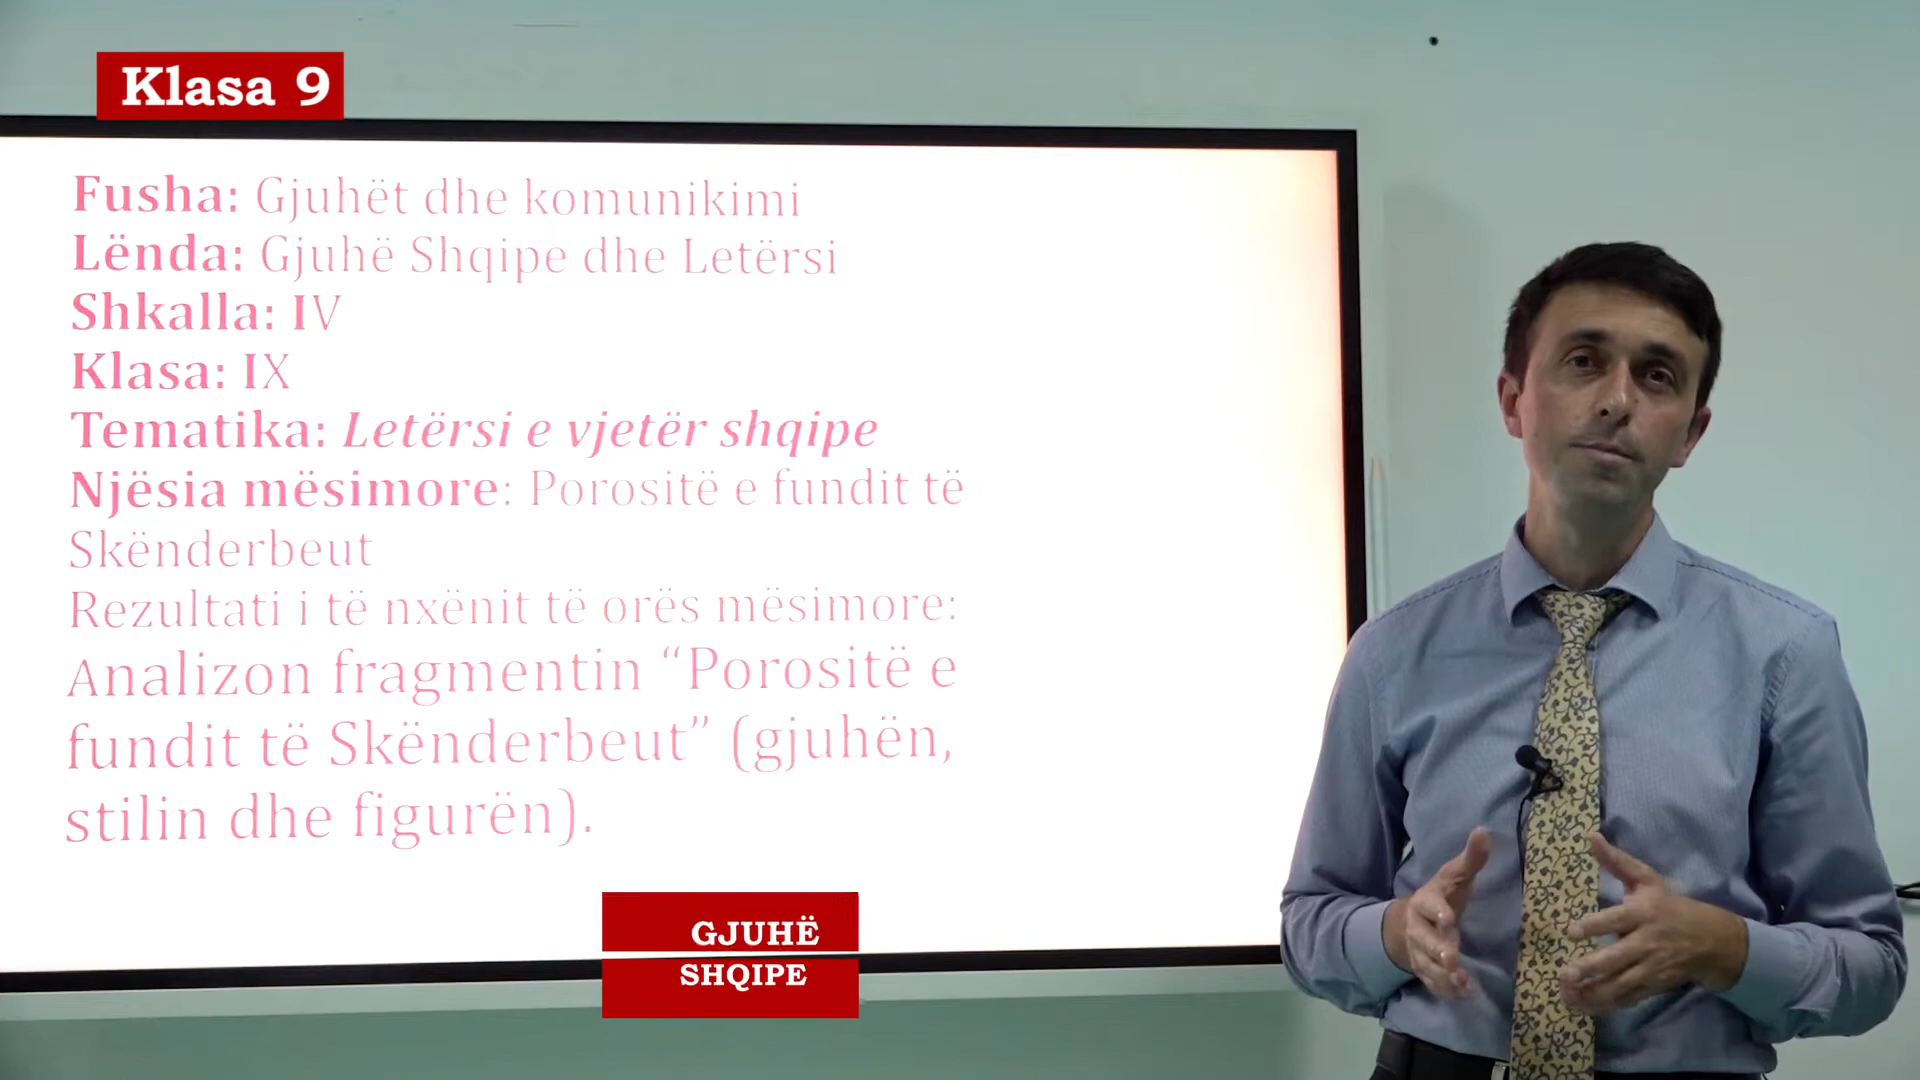 Klasa 9
Fusha: Gjuhët dhe komunikimi
Lënda: Gjuhë Shqipe dhe Letërsi
Shkalla: IV
Klasa: IX
Tematika: Letërsi e vjetër shqipe
Njësia mësimore: Porositë e fundit të
Skënderbeut
Rezultati i të nxënit të orës mësimore:
Analizon fragmentin “Porositë e
fundit të Skënderbeut” (gjuhën,
stilin dhe figurën).
GJUHË
SHQIPE